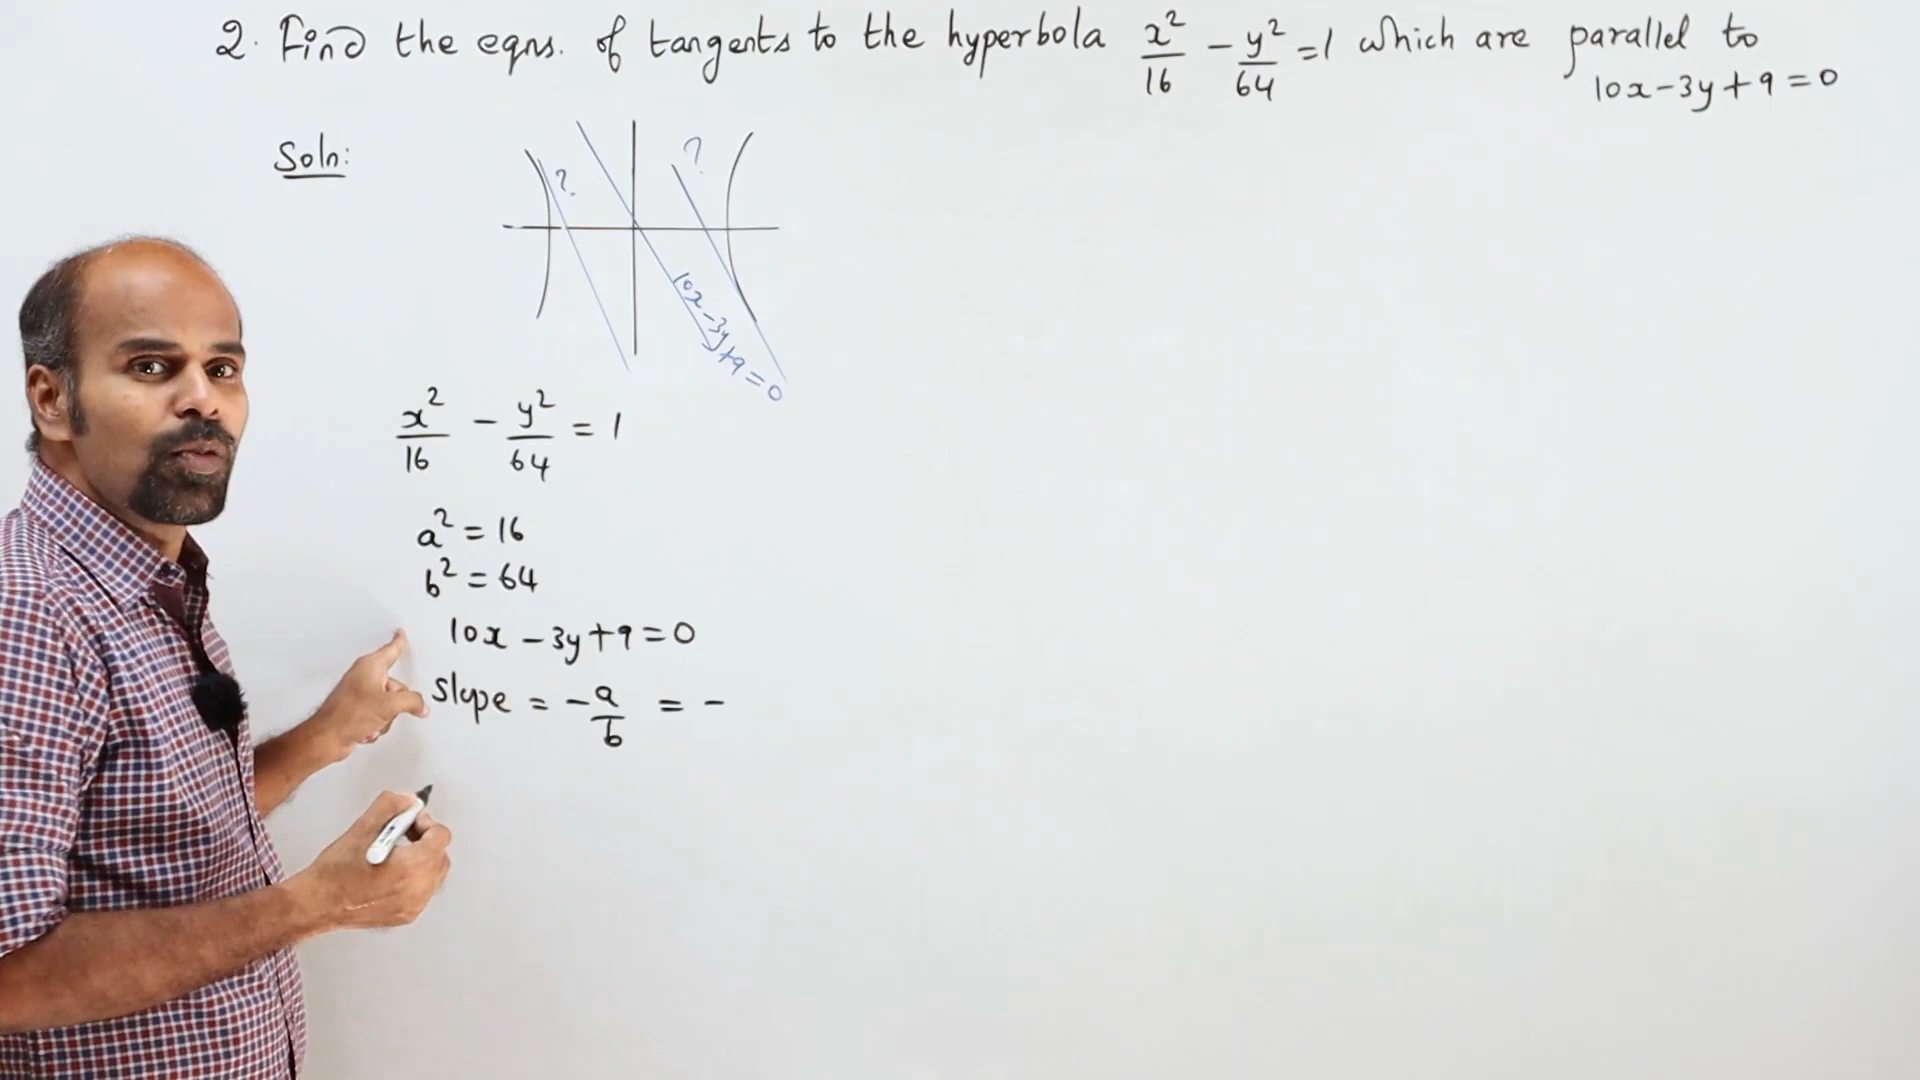 2. Find the eqns. of tangents to the hyperbola x²/16 - y²/64 = 1 which are parallel to
10x - 3y + 9 = 0
Soln:
?
?
10x - 3y + 9 = 0
x²/16 - y²/64 = 1
a² = 16
b² = 64
10x - 3y + 9 = 0
Slope = -a/b = -